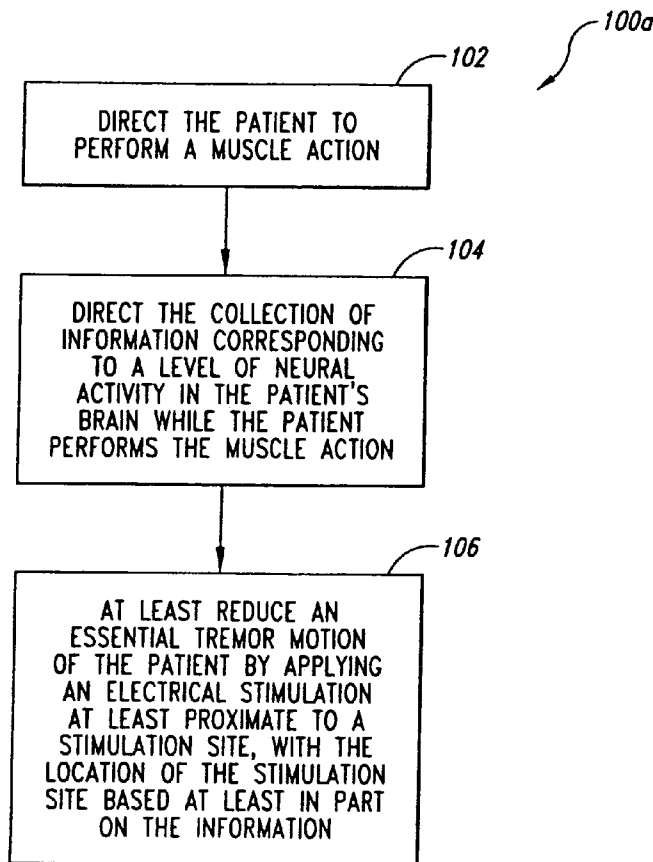 100a
102
DIRECT THE PATIENT TO
PERFORM A MUSCLE ACTION
104
DIRECT THE COLLECTION OF
INFORMATION CORRESPONDING
TO A LEVEL OF NEURAL
ACTIVITY IN THE PATIENT'S
BRAIN WHILE THE PATIENT
PERFORMS THE MUSCLE ACTION
106
AT LEAST REDUCE AN
ESSENTIAL TREMOR MOTION
OF THE PATIENT BY APPLYING
AN ELECTRICAL STIMULATION
AT LEAST PROXIMATE TO A
STIMULATION SITE, WITH THE
LOCATION OF THE STIMULATION
SITE BASED AT LEAST IN PART
ON THE INFORMATION